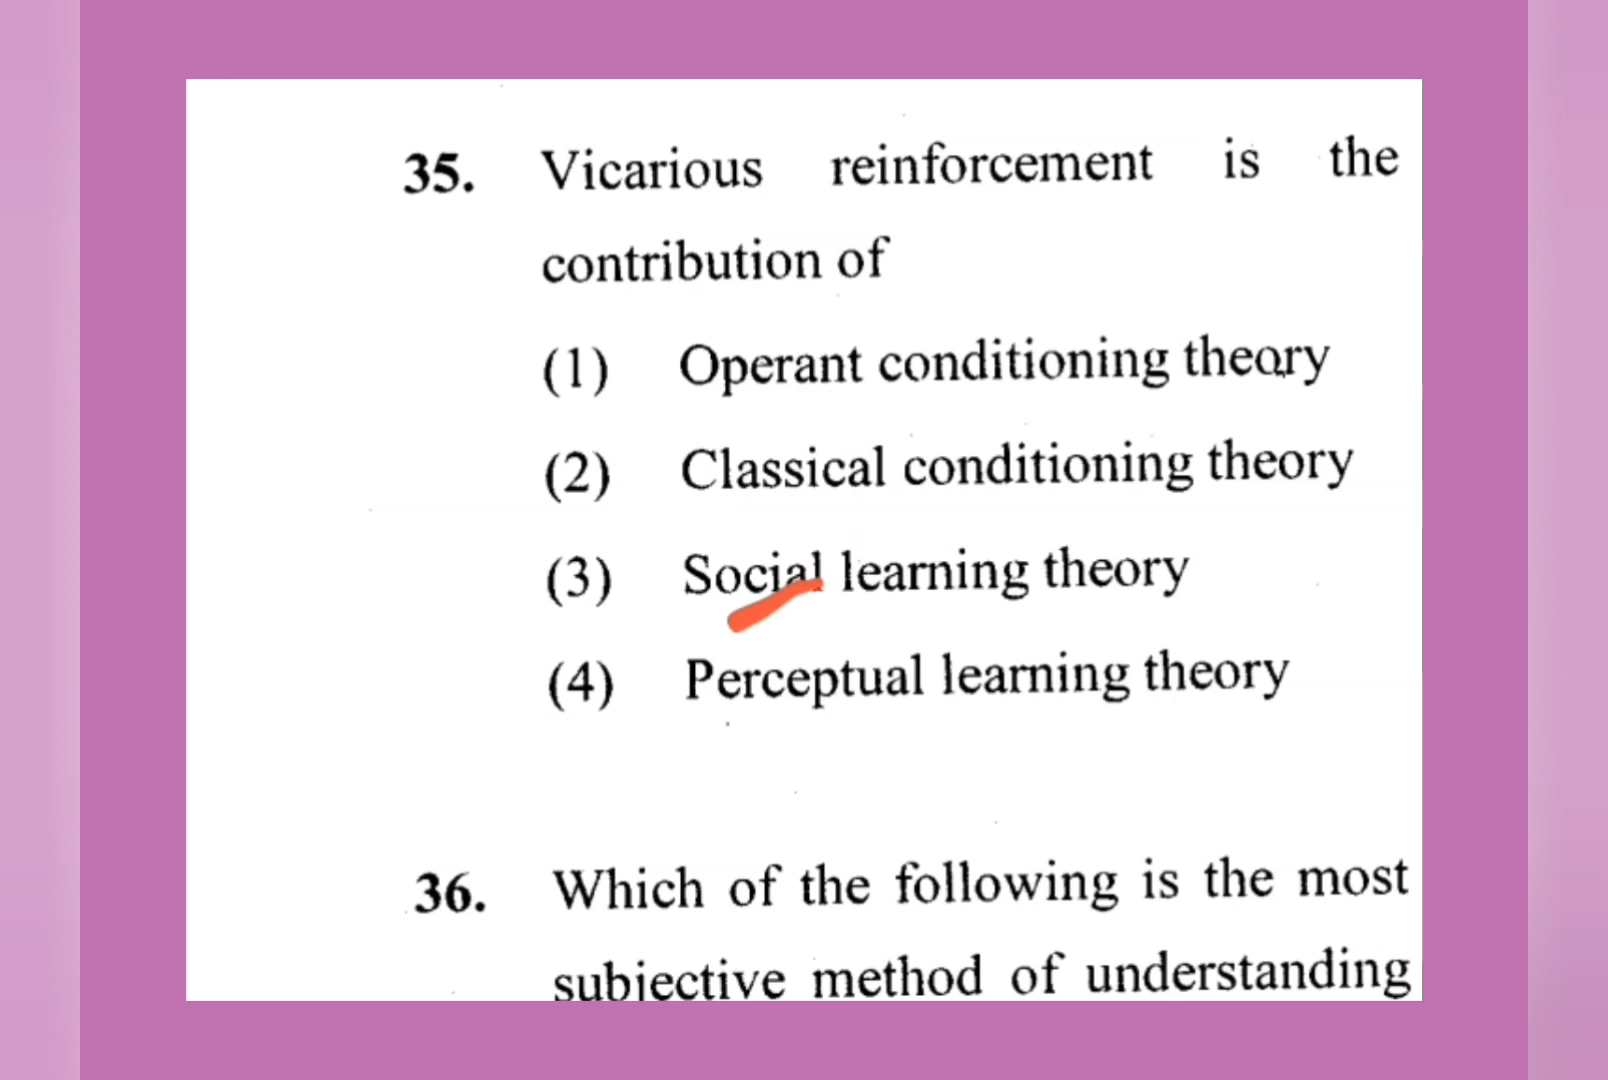 35. Vicarious reinforcement is the
contribution of
(1) Operant conditioning theory
(2) Classical conditioning theory
(3) Social learning theory
(4) Perceptual learning theory
36. Which of the following is the most
subjective method of understanding